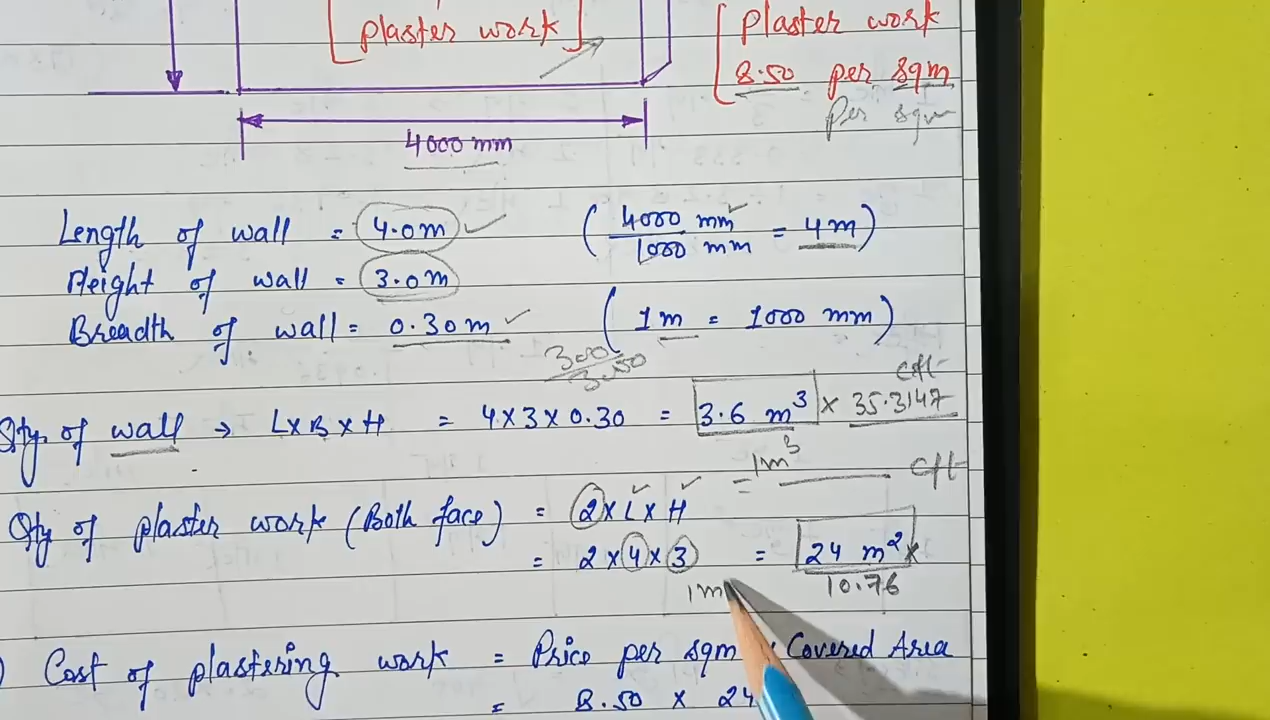 [plaster work]
[plaster work
8.50 per sqm
Per sqm
4000 mm
Length of wall = 4.0m (4000 mm / 1000 mm = 4m)
Height of wall = 3.0m
Breadth of wall = 0.30m (1m = 1000 mm)
300
Qty. of wall → L×B×H = 4×3×0.30 = 3.6 m³ × 35.3147
cft
= 1m³ cft
Qty of plaster work (Both face) = 2×L×H
= 2×4×3 = 24 m² ×
1m 10.76
) Cost of plastering work = Price per sqm × Covered Area
= 8.50 × 24